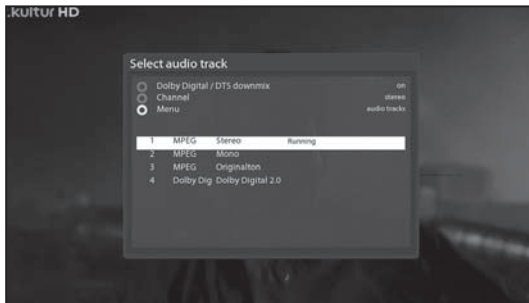 .kultur HD
Select audio track
Dolby Digital / DTS downmix on
Channel stereo
Menu audio tracks
1 MPEG Stereo Running
2 MPEG Mono
3 MPEG Originalton
4 Dolby Dig Dolby Digital 2.0